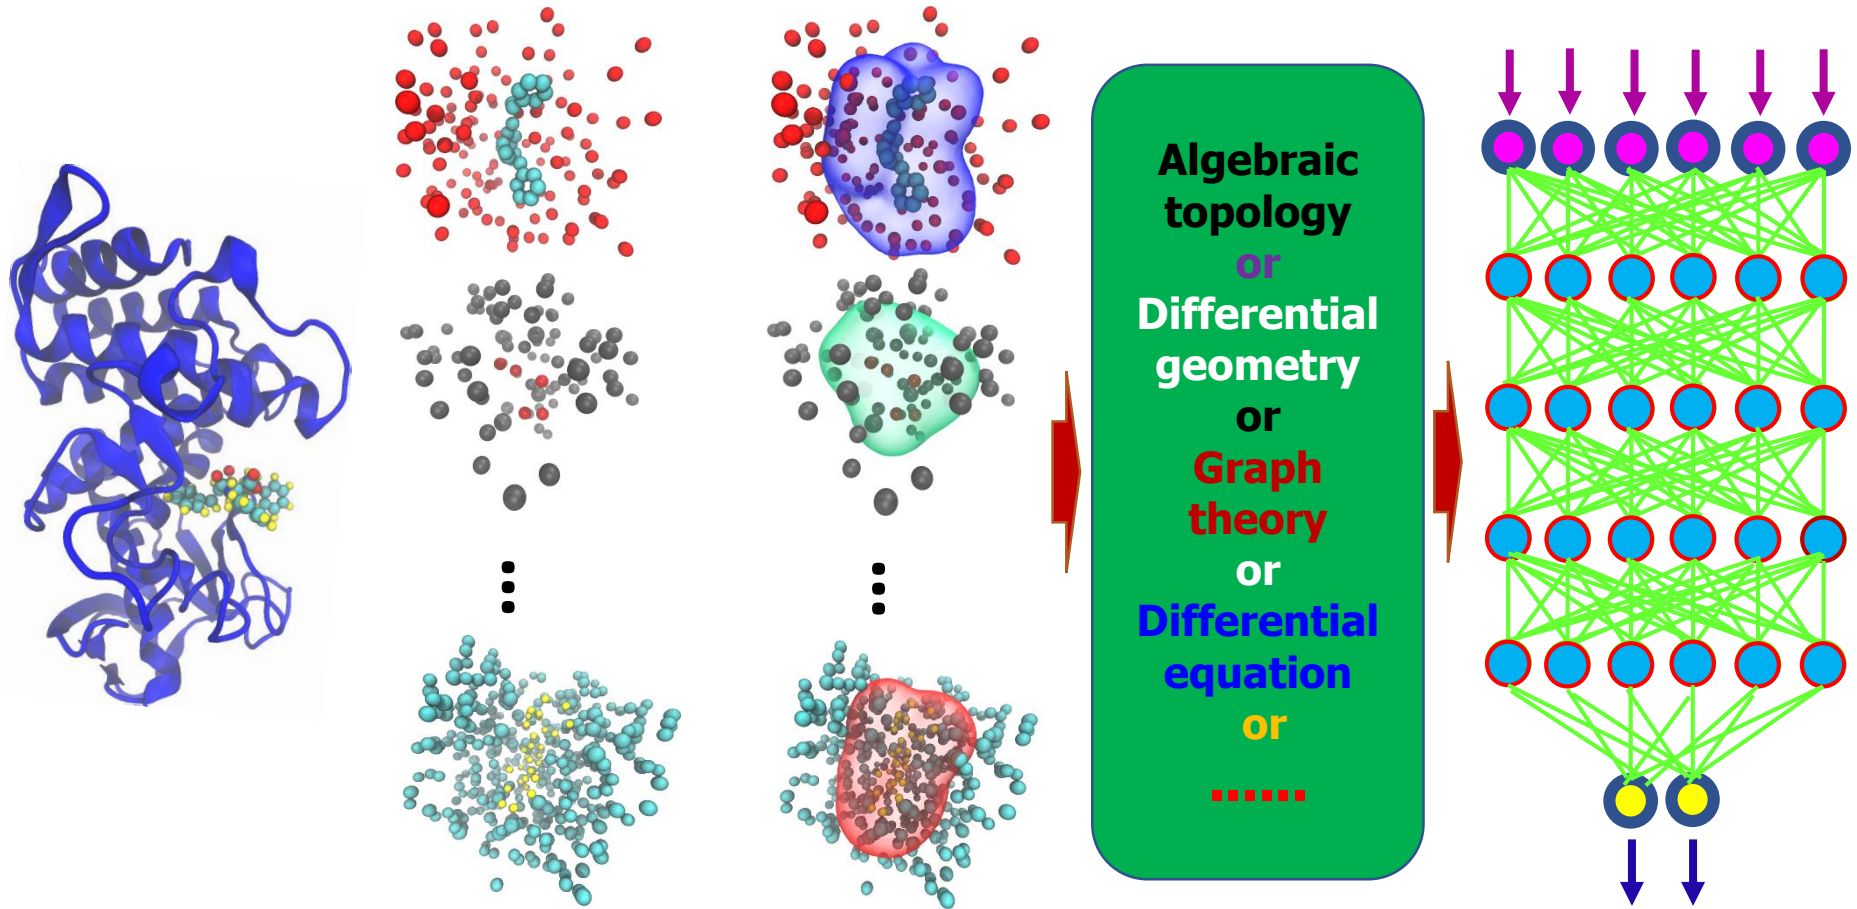 Algebraic
topology
or
Differential
geometry
or
Graph
theory
or
Differential
equation
or
......